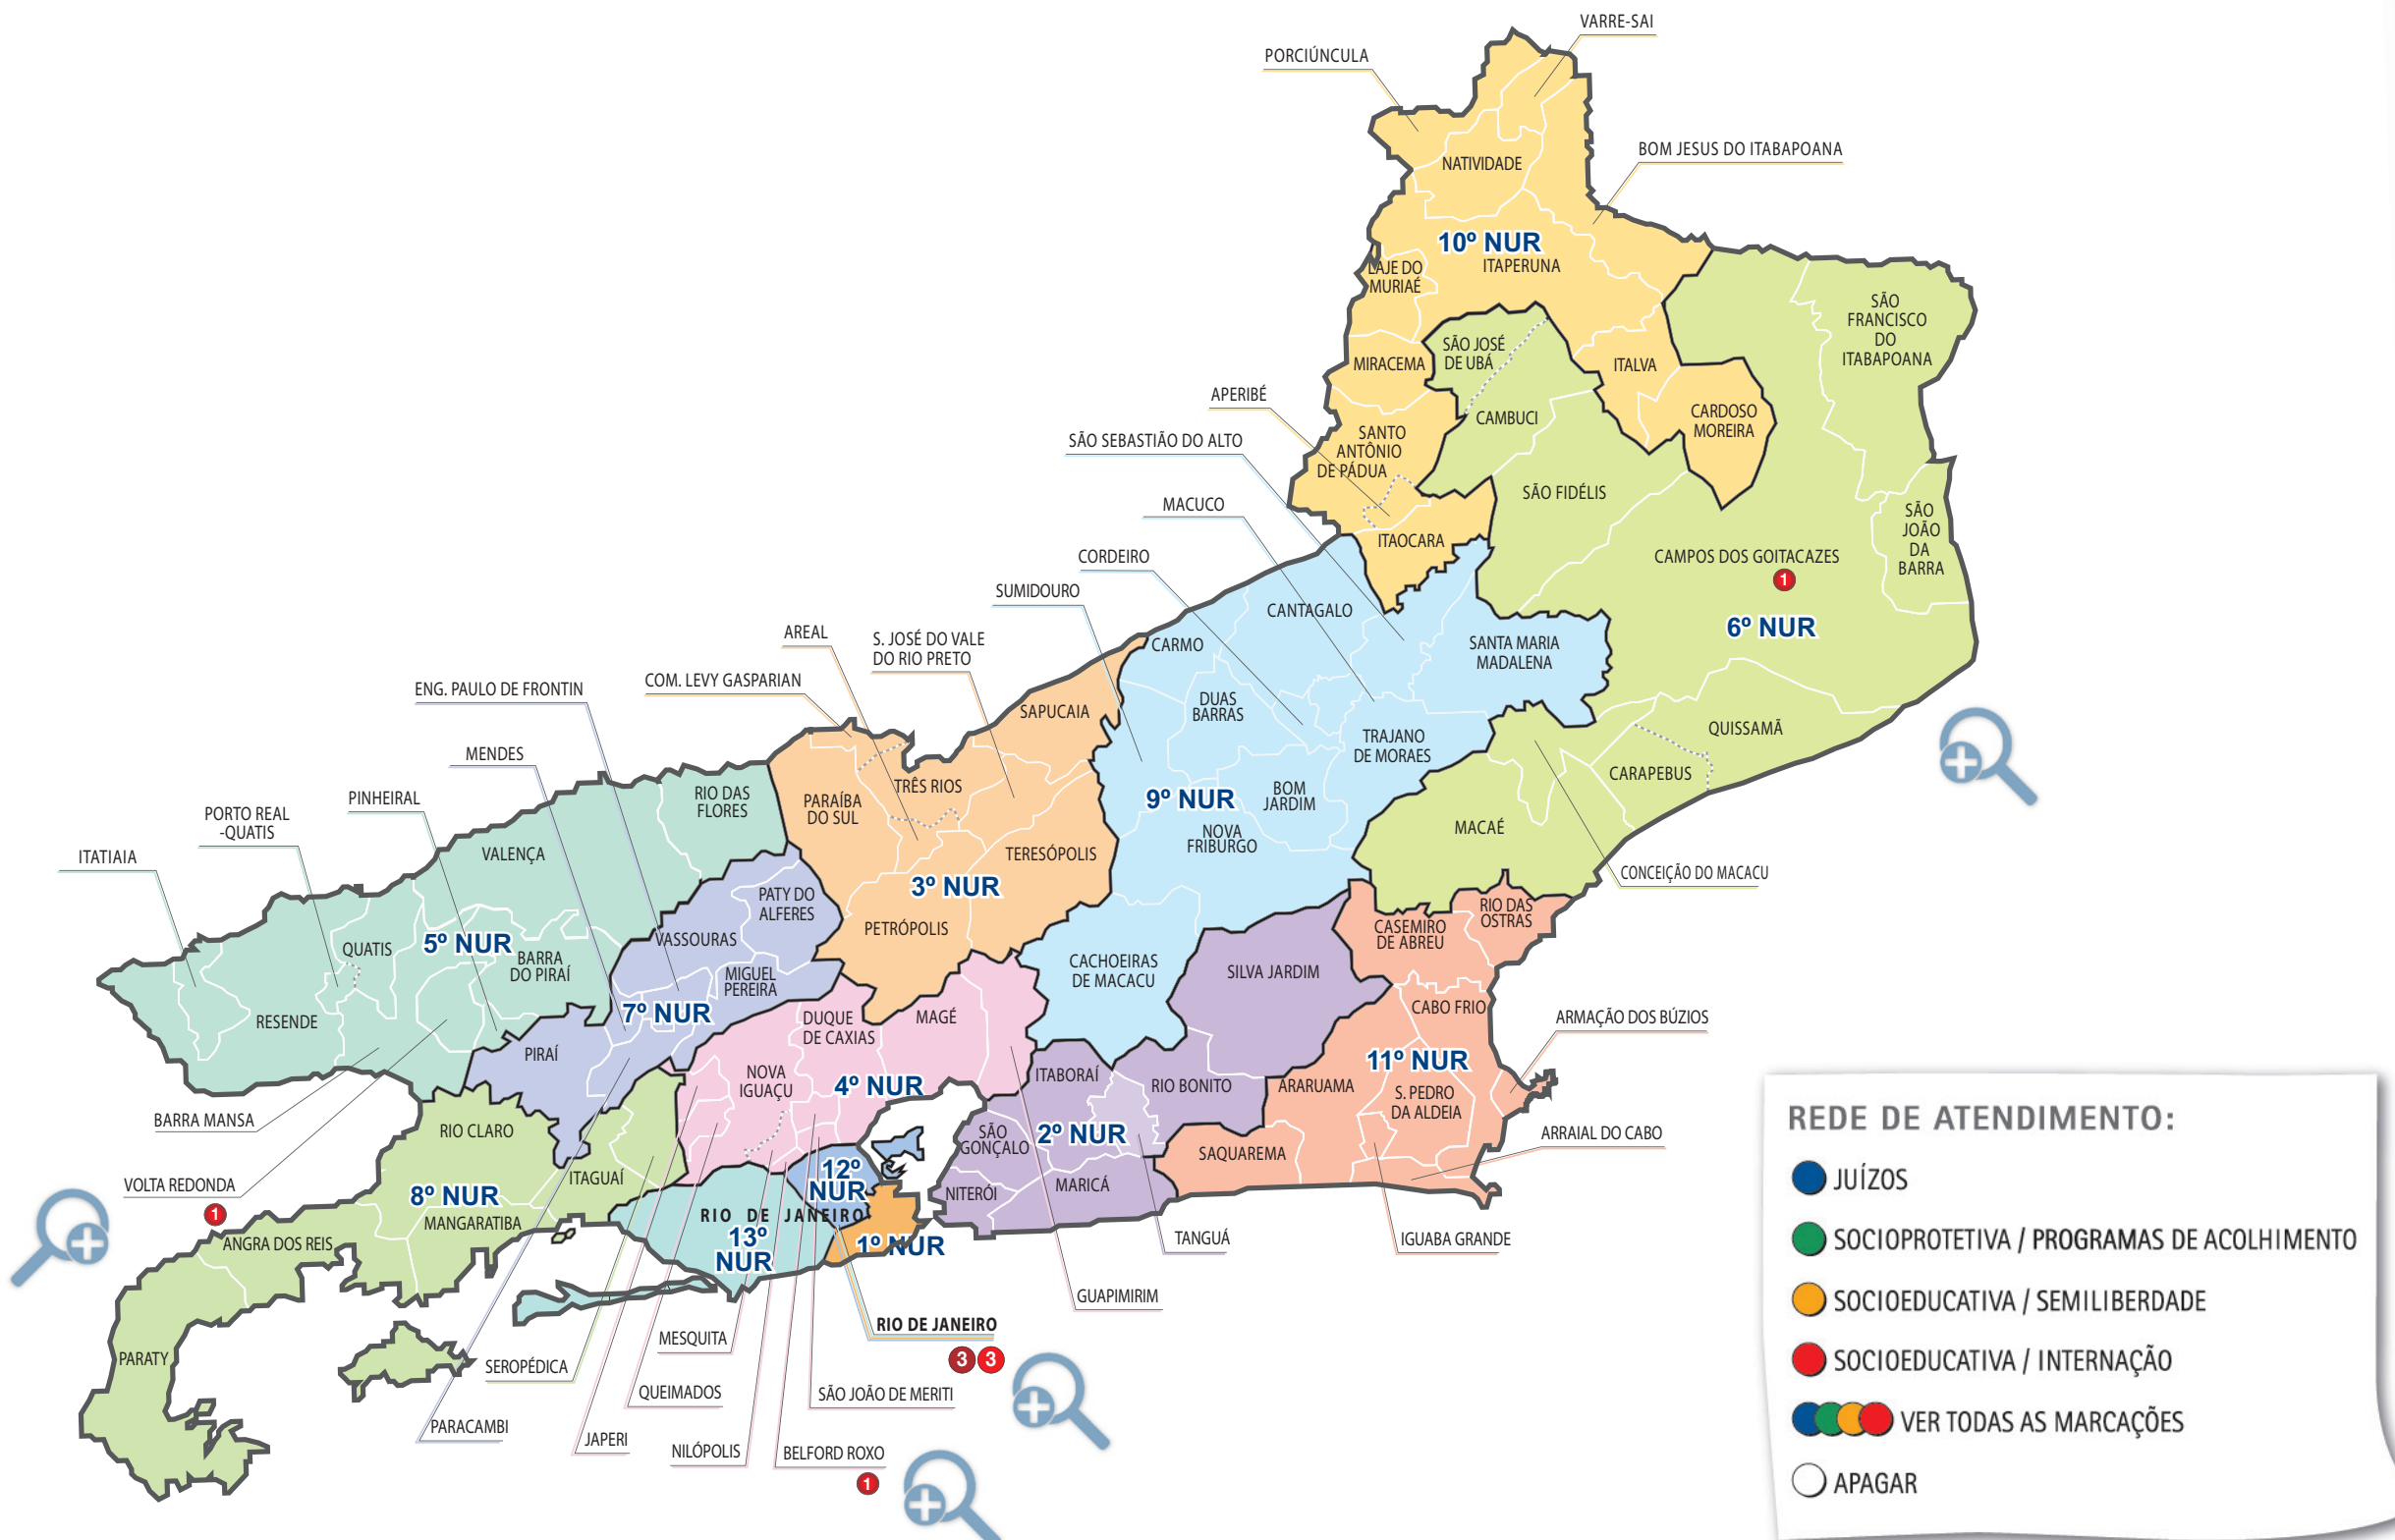 VARRE-SAI
PORCIÚNCULA
BOM JESUS DO ITABAPOANA
NATIVIDADE
10º NUR
ITAPERUNA
LAJE DO
MURIAÉ
SÃO
FRANCISCO
DO
ITABAPOANA
SÃO JOSÉ
DE UBÁ
MIRACEMA
ITALVA
APERIBÉ
CARDOSO
MOREIRA
CAMBUCI
SANTO
ANTÔNIO
DE PÁDUA
SÃO SEBASTIÃO DO ALTO
SÃO FIDÉLIS
MACUCO
SÃO
JOÃO
DA
BARRA
ITAOCARA
CORDEIRO
CAMPOS DOS GOITACAZES
1
SUMIDOURO
CANTAGALO
6º NUR
AREAL
S. JOSÉ DO VALE
DO RIO PRETO
CARMO
SANTA MARIA
MADALENA
COM. LEVY GASPARIAN
ENG. PAULO DE FRONTIN
DUAS
BARRAS
SAPUCAIA
QUISSAMÃ
MENDES
TRAJANO
DE MORAES
CARAPEBUS
PINHEIRAL
RIO DAS
FLORES
TRÊS RIOS
PARAÍBA
DO SUL
9º NUR
BOM
JARDIM
PORTO REAL
-QUATIS
NOVA
FRIBURGO
MACAÉ
ITATIAIA
VALENÇA
TERESÓPOLIS
CONCEIÇÃO DO MACACU
3º NUR
PATY DO
ALFERES
PETRÓPOLIS
RIO DAS
OSTRAS
CASEMIRO
DE ABREU
VASSOURAS
QUATIS
5º NUR
BARRA
DO PIRAÍ
MIGUEL
PEREIRA
CACHOEIRAS
DE MACACU
SILVA JARDIM
RESENDE
7º NUR
DUQUE
DE CAXIAS
MAGÉ
CABO FRIO
ARMAÇÃO DOS BÚZIOS
PIRAÍ
NOVA
IGUAÇU
4º NUR
ITABORAÍ
RIO BONITO
11º NUR
ARARUAMA
S. PEDRO
DA ALDEIA
BARRA MANSA
RIO CLARO
SÃO
GONÇALO
2º NUR
ARRAIAL DO CABO
SAQUAREMA
VOLTA REDONDA
1
ITAGUAÍ
12º
NUR
NITERÓI
MARICÁ
8º NUR
MANGARATIBA
RIO DE JANEIRO
13º
NUR
1º NUR
ANGRA DOS REIS
TANGUÁ
IGUABA GRANDE
GUAPIMIRIM
RIO DE JANEIRO
3 3
MESQUITA
PARATY
SEROPÉDICA
QUEIMADOS
SÃO JOÃO DE MERITI
PARACAMBI
JAPERI
NILÓPOLIS
BELFORD ROXO
1
REDE DE ATENDIMENTO:
JUÍZOS
SOCIOPROTETIVA / PROGRAMAS DE ACOLHIMENTO
SOCIOEDUCATIVA / SEMILIBERDADE
SOCIOEDUCATIVA / INTERNAÇÃO
VER TODAS AS MARCAÇÕES
APAGAR